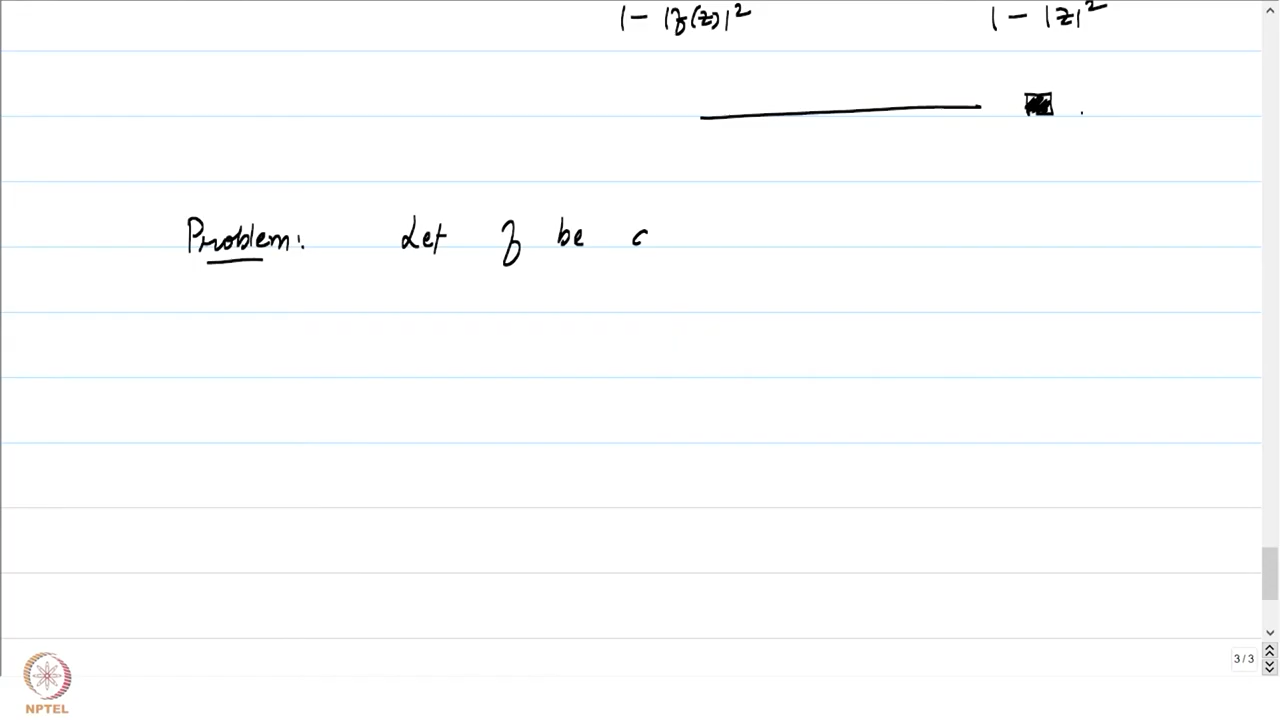 1 - |f(z)|² 1 - |z|²
Problem: Let f be a
3 / 3
NPTEL